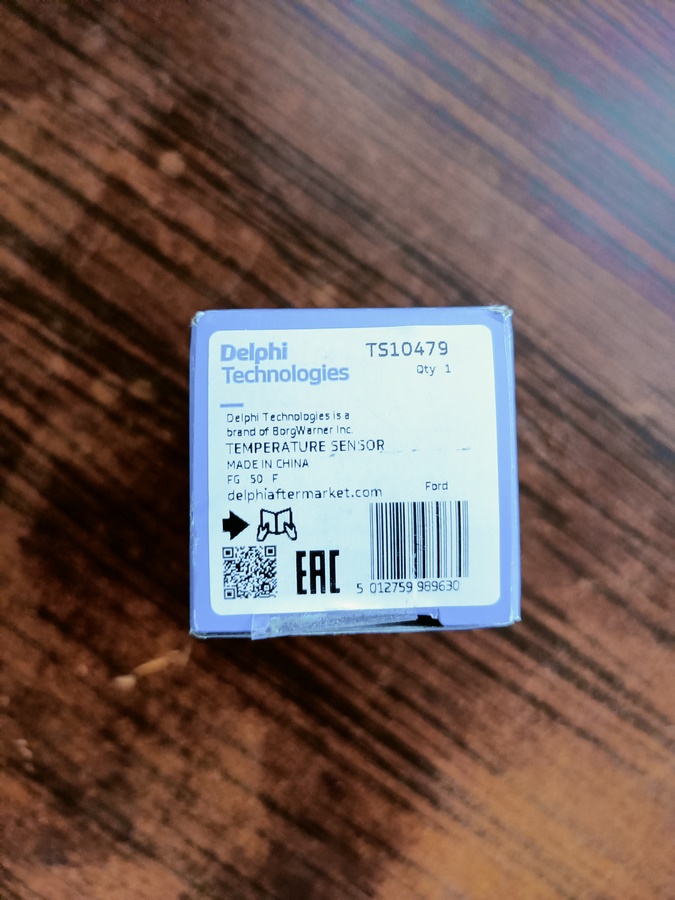 Delphi
Technologies
TS10479
Qty 1
Delphi Technologies is a
brand of BorgWarner Inc.
TEMPERATURE SENSOR
MADE IN CHINA
FG 50 F
delphiaftermarket.com
Ford
EAC
5 012759 989630